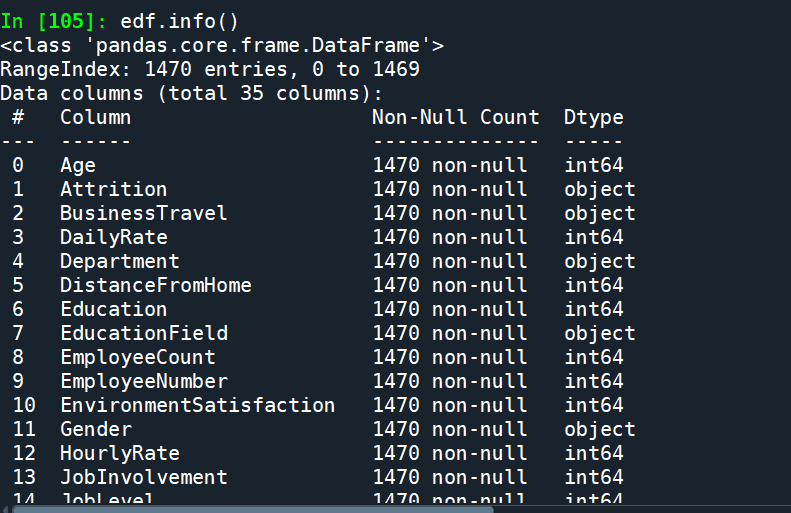 In [105]: edf.info()
<class 'pandas.core.frame.DataFrame'>
RangeIndex: 1470 entries, 0 to 1469
Data columns (total 35 columns):
 #   Column                    Non-Null Count  Dtype
---  ------                    --------------  -----
 0   Age                       1470 non-null   int64
 1   Attrition                 1470 non-null   object
 2   BusinessTravel            1470 non-null   object
 3   DailyRate                 1470 non-null   int64
 4   Department                1470 non-null   object
 5   DistanceFromHome          1470 non-null   int64
 6   Education                 1470 non-null   int64
 7   EducationField            1470 non-null   object
 8   EmployeeCount             1470 non-null   int64
 9   EmployeeNumber            1470 non-null   int64
 10  EnvironmentSatisfaction   1470 non-null   int64
 11  Gender                    1470 non-null   object
 12  HourlyRate                1470 non-null   int64
 13  JobInvolvement            1470 non-null   int64
 14  JobLevel                  1470 non-null   int64